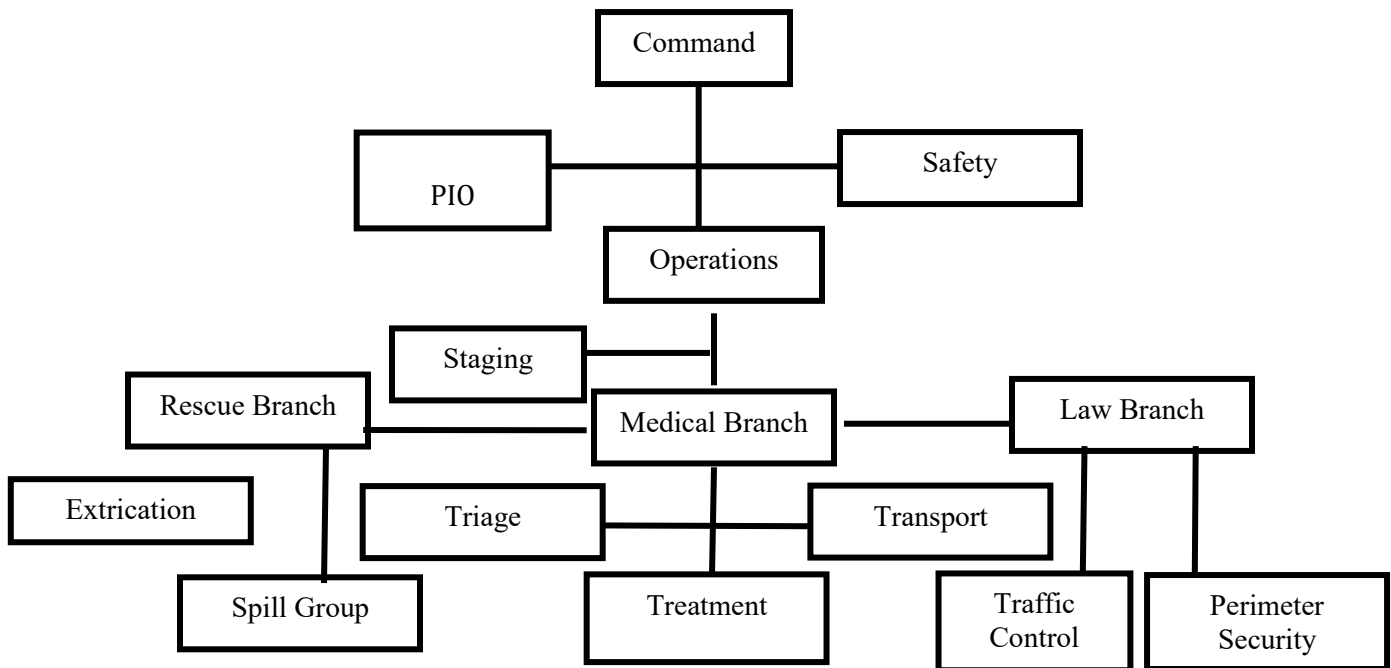 Command
PIO
Safety
Operations
Staging
Rescue Branch
Medical Branch
Law Branch
Extrication
Triage
Transport
Spill Group
Treatment
Traffic
Control
Perimeter
Security